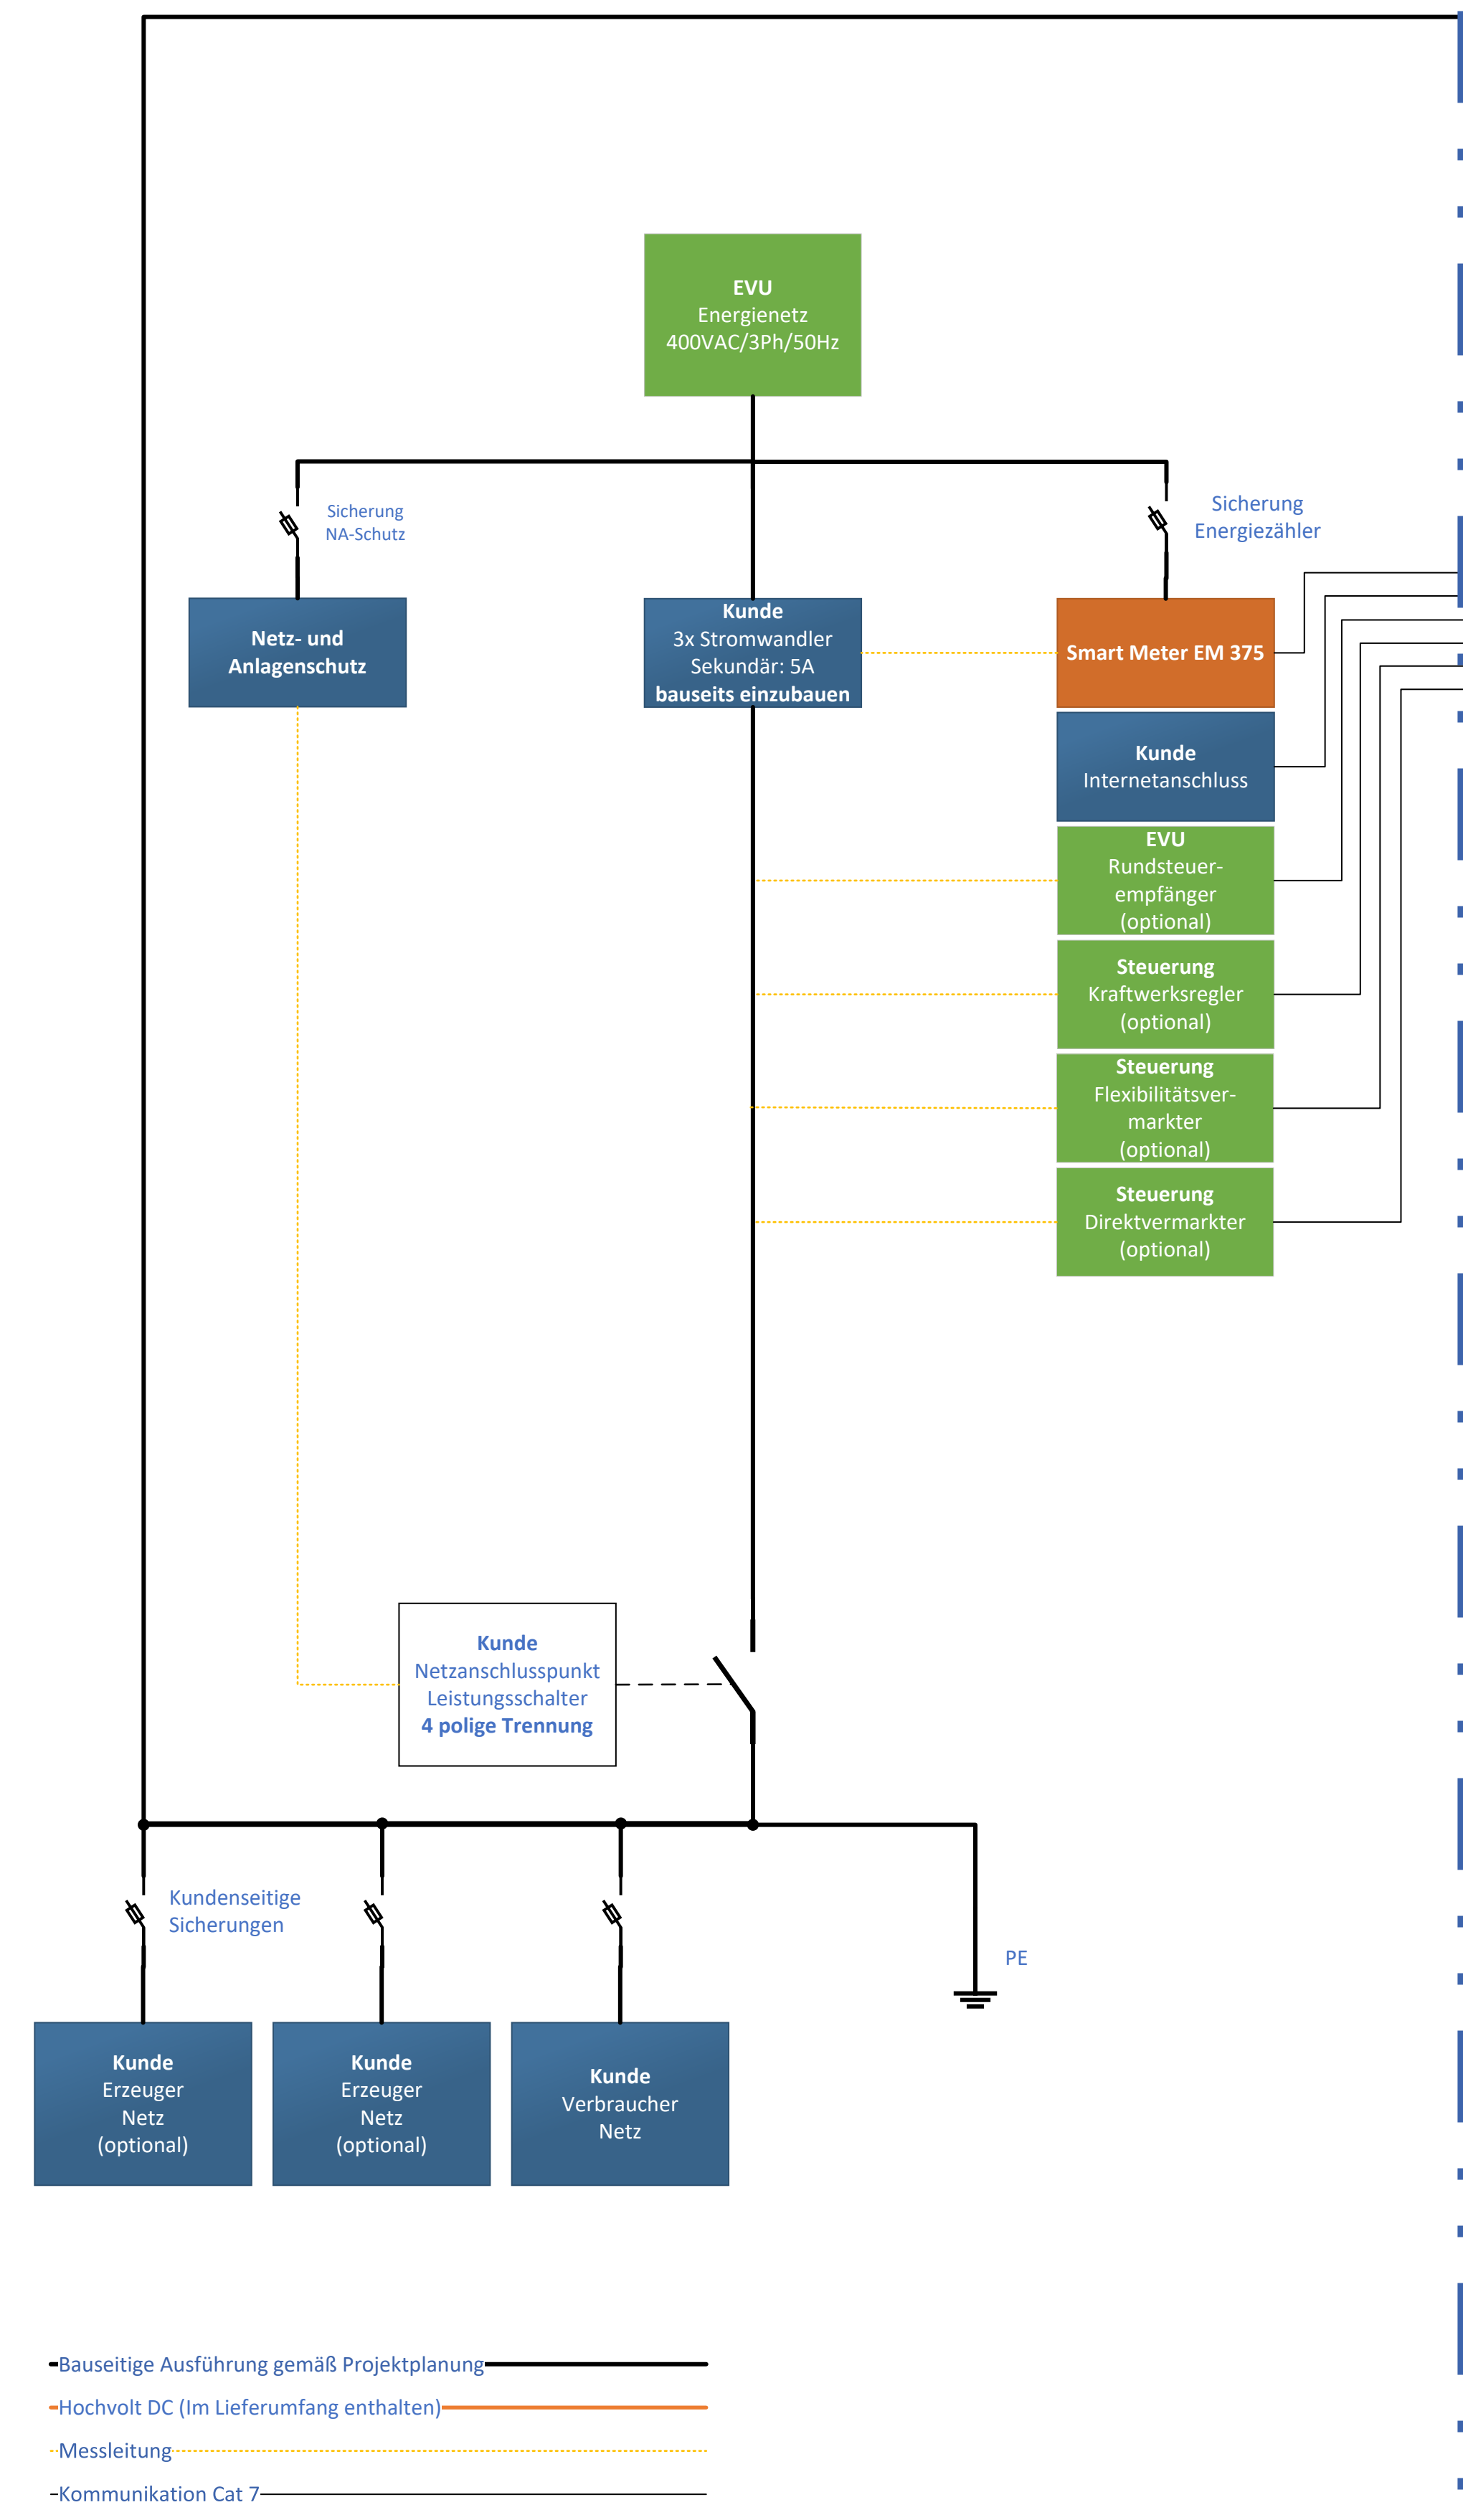 EVU
Energienetz
400VAC/3Ph/50Hz
Sicherung
NA-Schutz
Sicherung
Energiezähler
Netz- und
Anlagenschutz
Kunde
3x Stromwandler
Sekundär: 5A
bauseits einzubauen
Smart Meter EM 375
Kunde
Internetanschluss
EVU
Rundsteuer-
empfänger
(optional)
Steuerung
Kraftwerksregler
(optional)
Steuerung
Flexibilitätsver-
markter
(optional)
Steuerung
Direktvermarkter
(optional)
Kunde
Netzanschlusspunkt
Leistungsschalter
4 polige Trennung
Kundenseitige
Sicherungen
PE
Kunde
Erzeuger
Netz
(optional)
Kunde
Erzeuger
Netz
(optional)
Kunde
Verbraucher
Netz
Bauseitige Ausführung gemäß Projektplanung
Hochvolt DC (Im Lieferumfang enthalten)
Messleitung
Kommunikation Cat 7